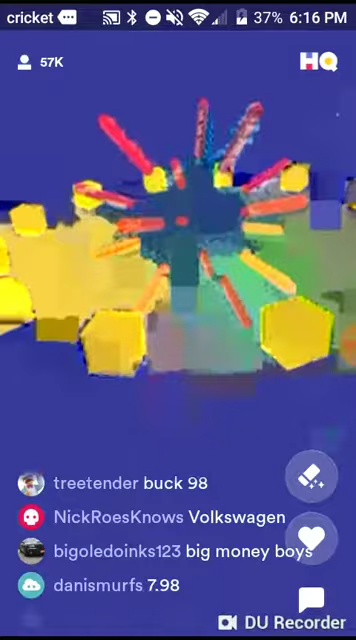 cricket 37% 6:16 PM
57K HQ
treetender buck 98
NickRoesKnows Volkswagen
bigoledoinks123 big money boys
danismurfs 7.98
DU Recorder